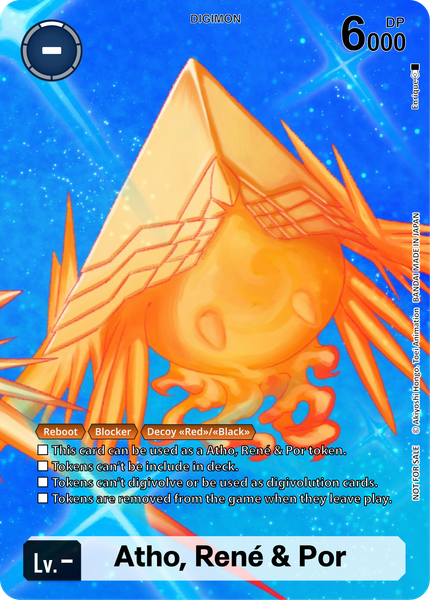 DIGIMON
DP
6000
-
Enrique
Reboot Blocker Decoy «Red»/«Black»
This card can be used as a Atho, René & Por token.
Tokens can't be include in deck.
Tokens can't digivolve or be used as digivolution cards.
Tokens are removed from the game when they leave play.
NOT FOR SALE © Akiyoshi Hongo, Toei Animation BANDAI MADE IN JAPAN
Lv.-
Atho, René & Por